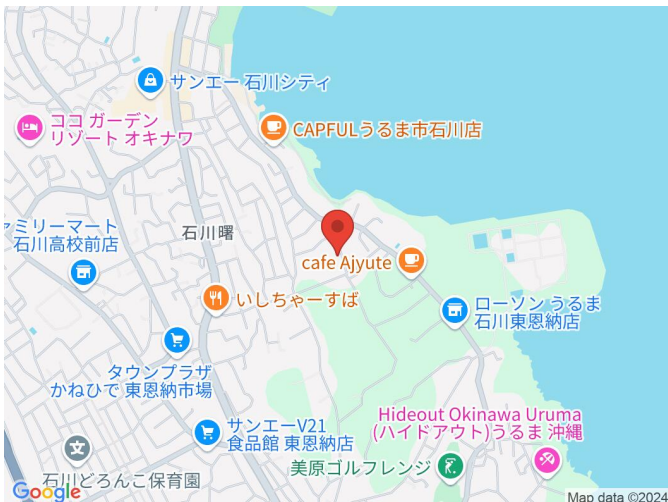 サンエー 石川シティ
ココ ガーデン
リゾート オキナワ
CAPFULうるま市石川店
ァミリーマート
石川高校前店
石川曙
cafe Ajyute
いしちゃーすば
ローソン うるま
石川東恩納店
タウンプラザ
かねひで 東恩納市場
サンエーV21
食品館 東恩納店
Hideout Okinawa Uruma
(ハイドアウト)うるま 沖縄
美原ゴルフレンジ
文
石川どろんこ保育園
Google
Map data ©2024